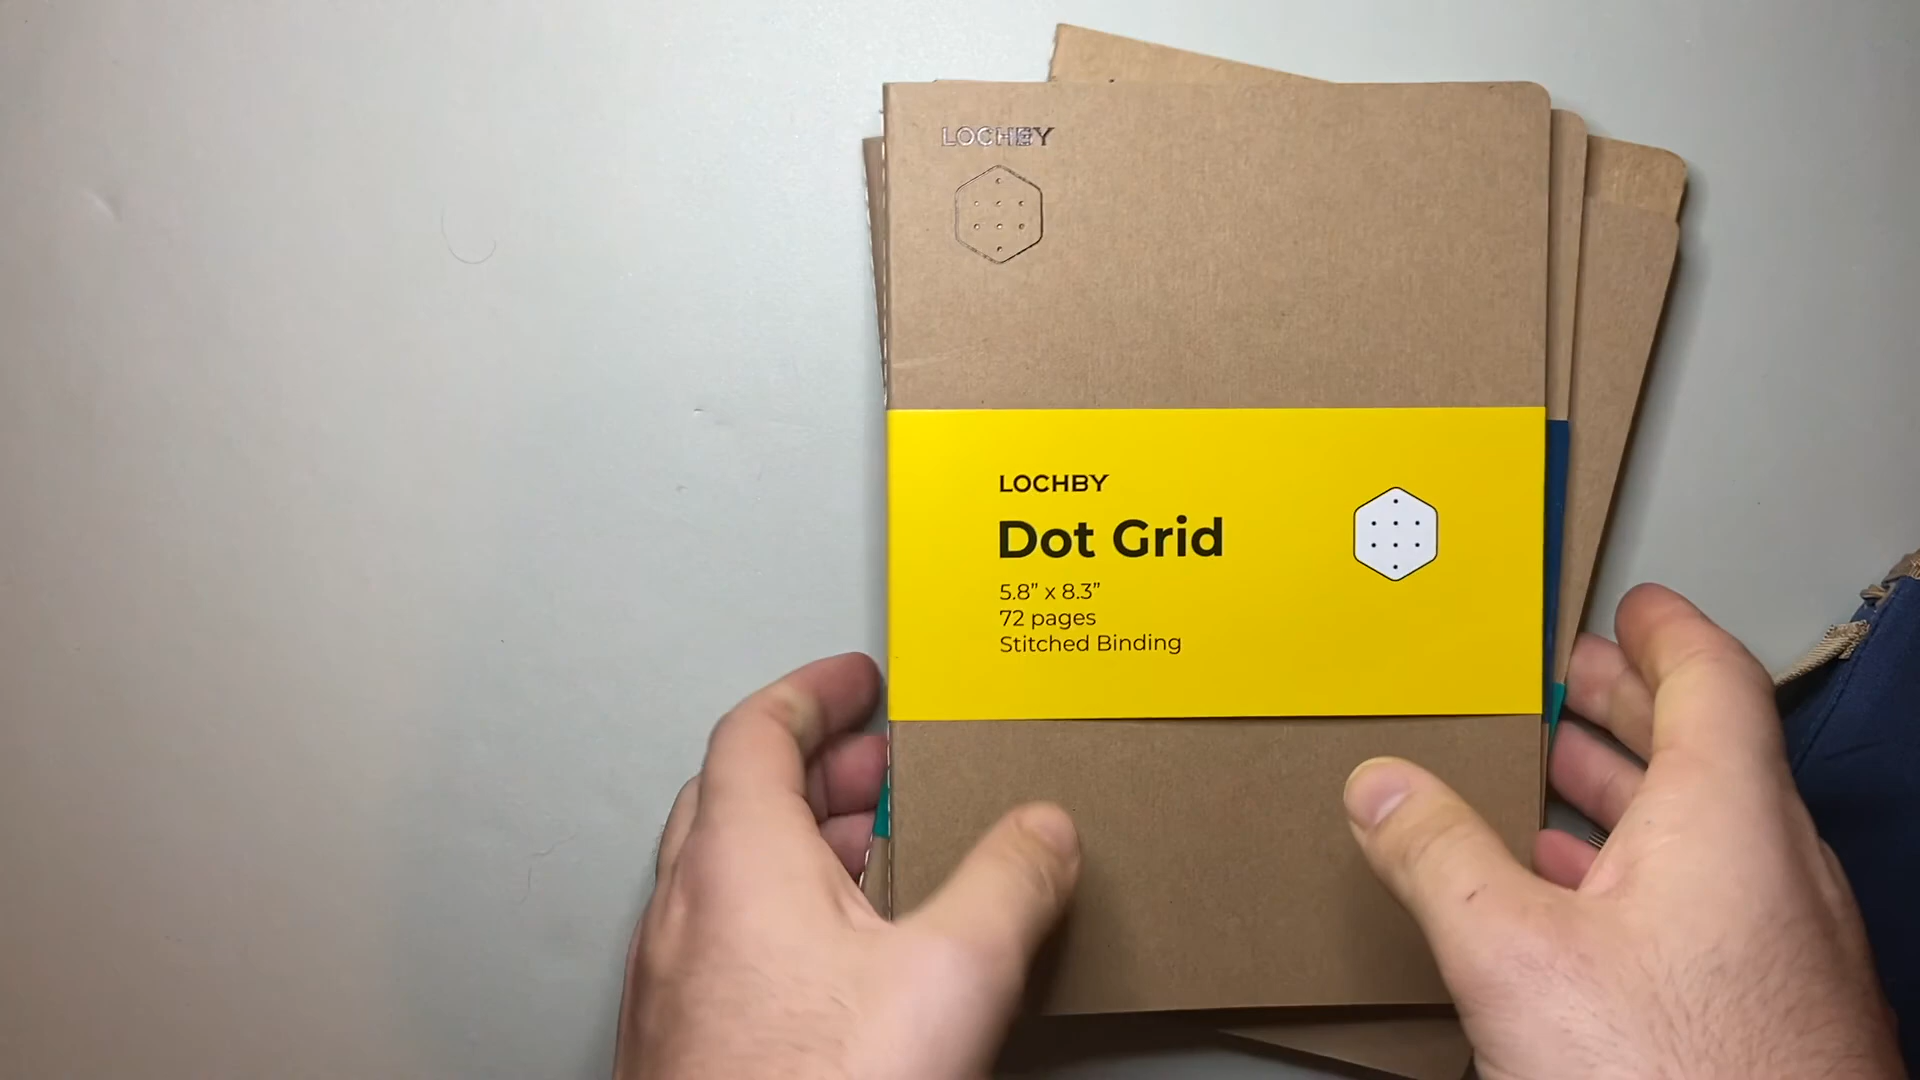 LOCHBY
LOCHBY
Dot Grid
5.8” x 8.3”
72 pages
Stitched Binding